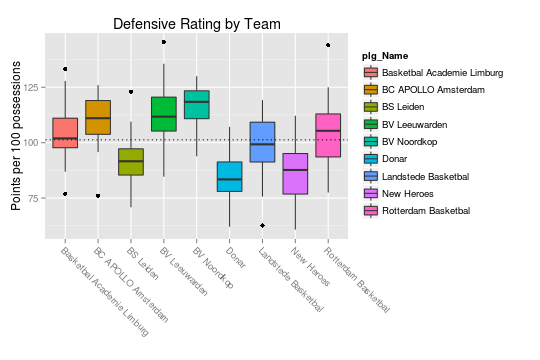 Defensive Rating by Team
Points per 100 possessions
125
100
75
Basketbal Academie Limburg
BC APOLLO Amsterdam
BS Leiden
BV Leeuwarden
BV Noordkop
Donar
Landstede Basketbal
New Heroes
Rotterdam Basketbal
plg_Name
Basketbal Academie Limburg
BC APOLLO Amsterdam
BS Leiden
BV Leeuwarden
BV Noordkop
Donar
Landstede Basketbal
New Heroes
Rotterdam Basketbal